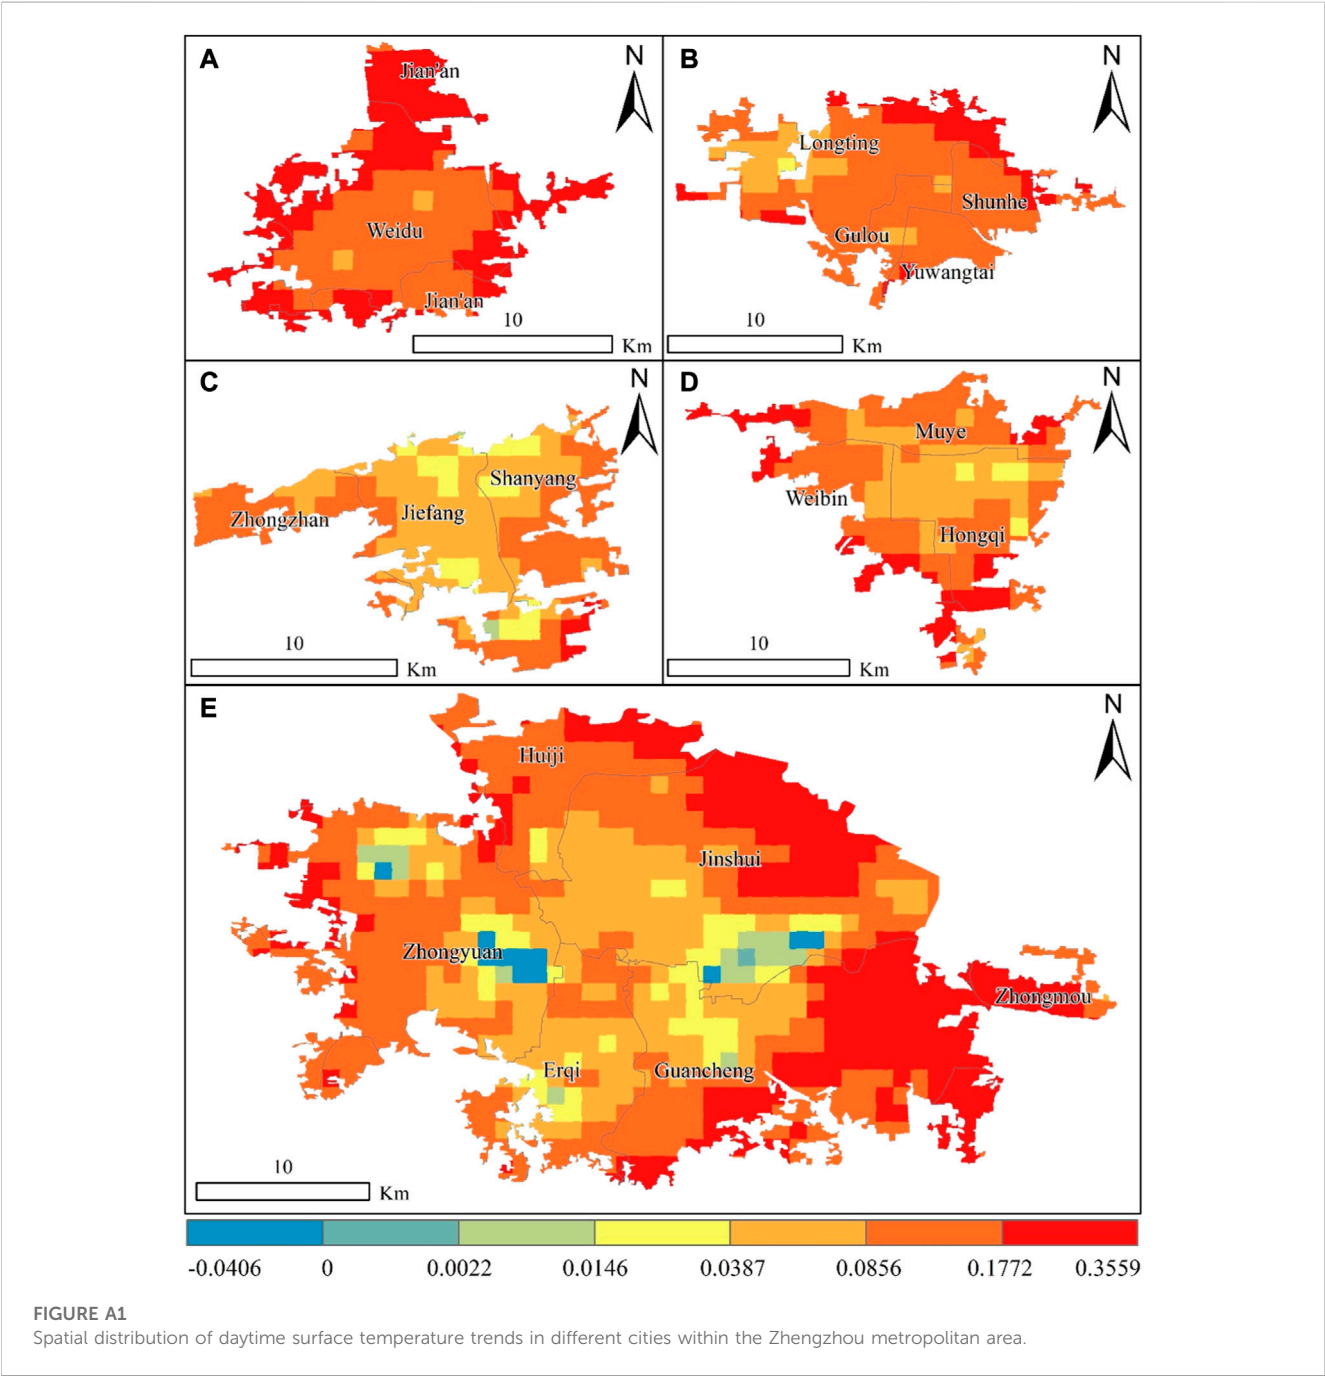 A
N
Jian'an
Weidu
Jian'an
10
Km
B
N
Longting
Shunhe
Gulou
Yuwangtai
10
Km
C
N
Shanyang
Jiefang
Zhongzhan
10
Km
D
N
Muye
Weibin
Hongqi
10
Km
E
N
Huiji
Jinshui
Zhongyuan
Zhongmou
Erqi
Guancheng
10
Km
-0.0406 0 0.0022 0.0146 0.0387 0.0856 0.1772 0.3559
FIGURE A1
Spatial distribution of daytime surface temperature trends in different cities within the Zhengzhou metropolitan area.